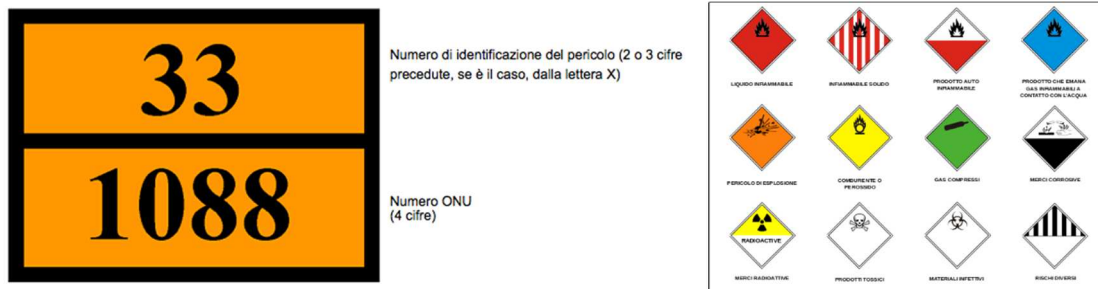 33
1088
Numero di identificazione del pericolo (2 o 3 cifre
precedute, se è il caso, dalla lettera X)
Numero ONU
(4 cifre)
LIQUIDO INFIAMMABILE
INFIAMMABILE SOLIDO
PRODOTTO AUTO
INFIAMMABILE
PRODOTTO CHE EMANA
GAS INFIAMMABILI A
CONTATTO CON L'ACQUA
PERICOLO DI ESPLOSIONE
COMBURENTE O
PEROSSIDO
GAS COMPRESSI
MERCI CORROSIVE
RADIOACTIVE
MERCI RADIOATTIVE
PRODOTTI TOSSICI
MATERIALI INFETTIVI
RISCHI DIVERSI